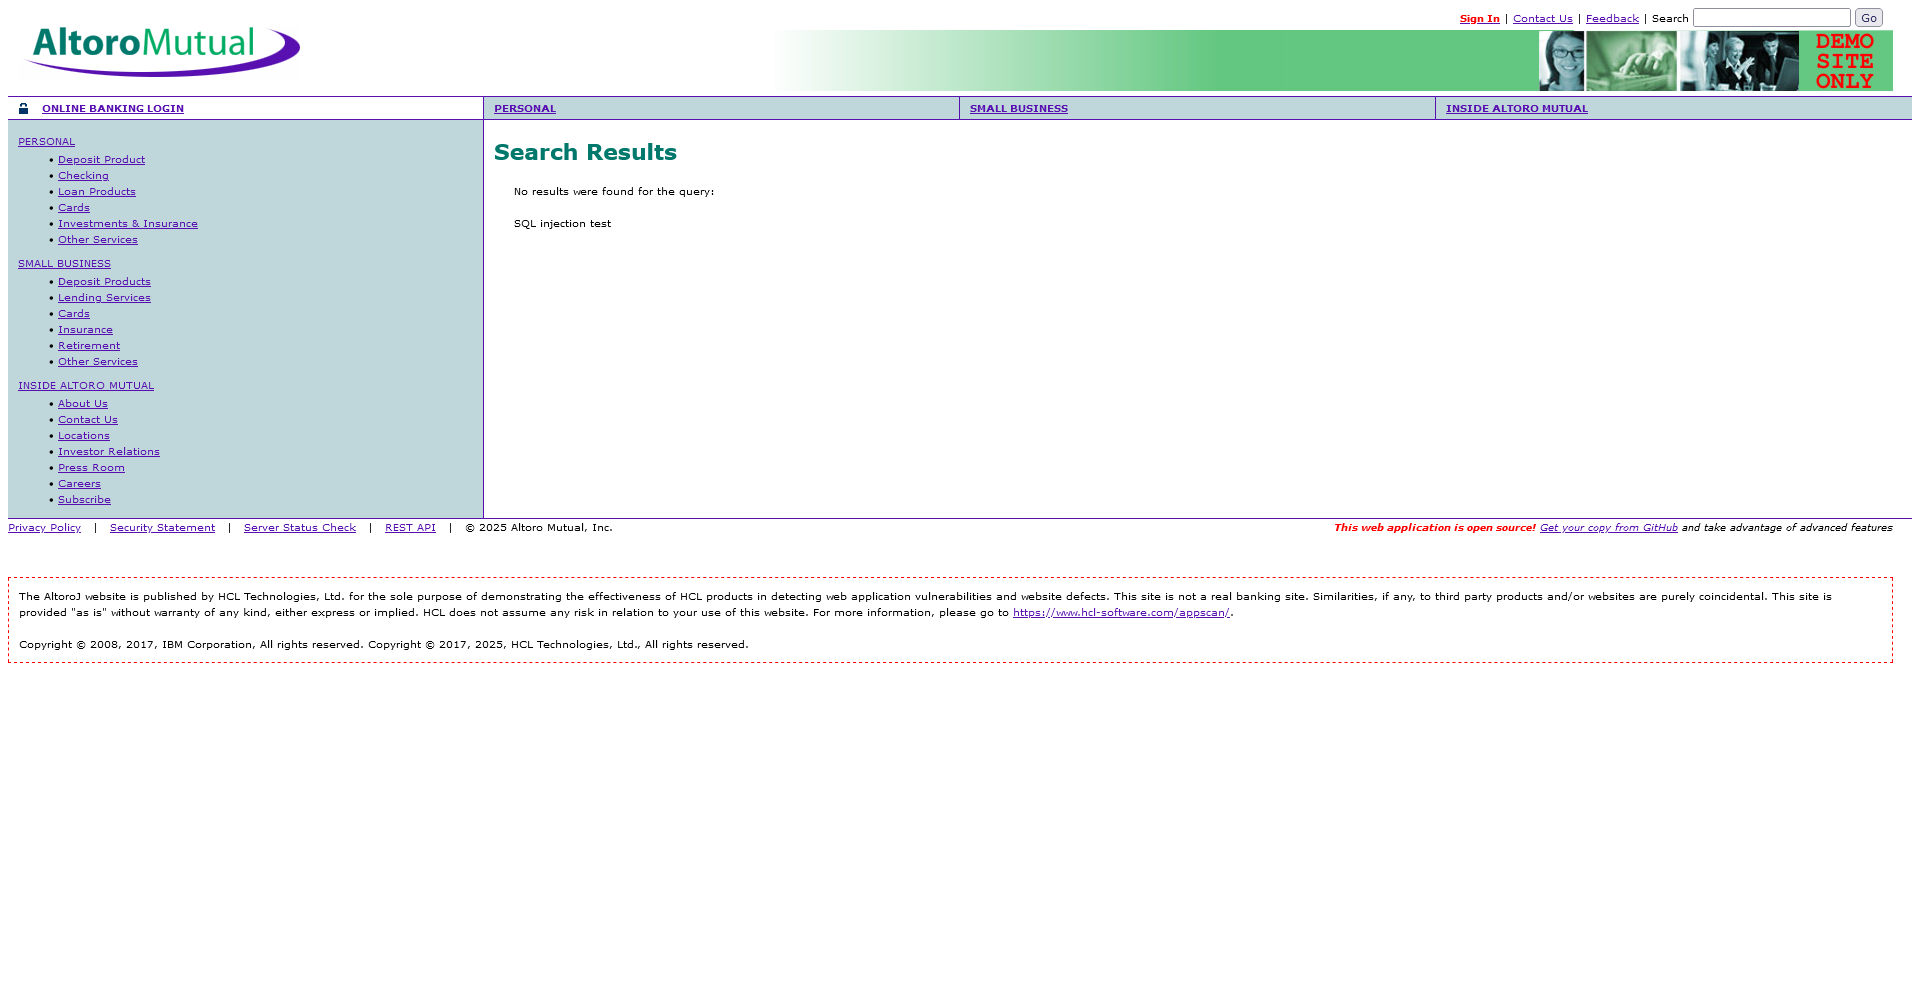 Sign In | Contact Us | Feedback | Search Go
AltoroMutual
DEMO
SITE
ONLY
ONLINE BANKING LOGIN
PERSONAL
SMALL BUSINESS
INSIDE ALTORO MUTUAL
PERSONAL
• Deposit Product
• Checking
• Loan Products
• Cards
• Investments & Insurance
• Other Services
SMALL BUSINESS
• Deposit Products
• Lending Services
• Cards
• Insurance
• Retirement
• Other Services
INSIDE ALTORO MUTUAL
• About Us
• Contact Us
• Locations
• Investor Relations
• Press Room
• Careers
• Subscribe
Search Results
No results were found for the query:
SQL injection test
Privacy Policy | Security Statement | Server Status Check | REST API | © 2025 Altoro Mutual, Inc.
This web application is open source! Get your copy from GitHub and take advantage of advanced features
The AltoroJ website is published by HCL Technologies, Ltd. for the sole purpose of demonstrating the effectiveness of HCL products in detecting web application vulnerabilities and website defects. This site is not a real banking site. Similarities, if any, to third party products and/or websites are purely coincidental. This site is
provided "as is" without warranty of any kind, either express or implied. HCL does not assume any risk in relation to your use of this website. For more information, please go to https://www.hcl-software.com/appscan/.
Copyright © 2008, 2017, IBM Corporation, All rights reserved. Copyright © 2017, 2025, HCL Technologies, Ltd., All rights reserved.